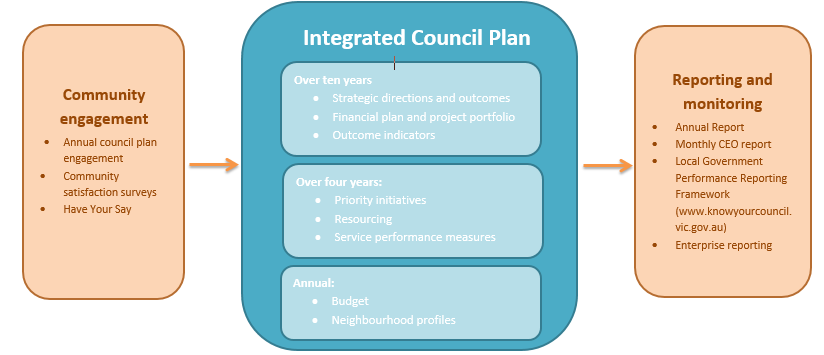 Community
engagement
• Annual council plan
engagement
• Community
satisfaction surveys
• Have Your Say
Integrated Council Plan
Over ten years
• Strategic directions and outcomes
• Financial plan and project portfolio
• Outcome indicators
Over four years:
• Priority initiatives
• Resourcing
• Service performance measures
Annual:
• Budget
• Neighbourhood profiles
Reporting and
monitoring
• Annual Report
• Monthly CEO report
• Local Government
Performance Reporting
Framework
(www.knowyourcouncil.
vic.gov.au)
• Enterprise reporting